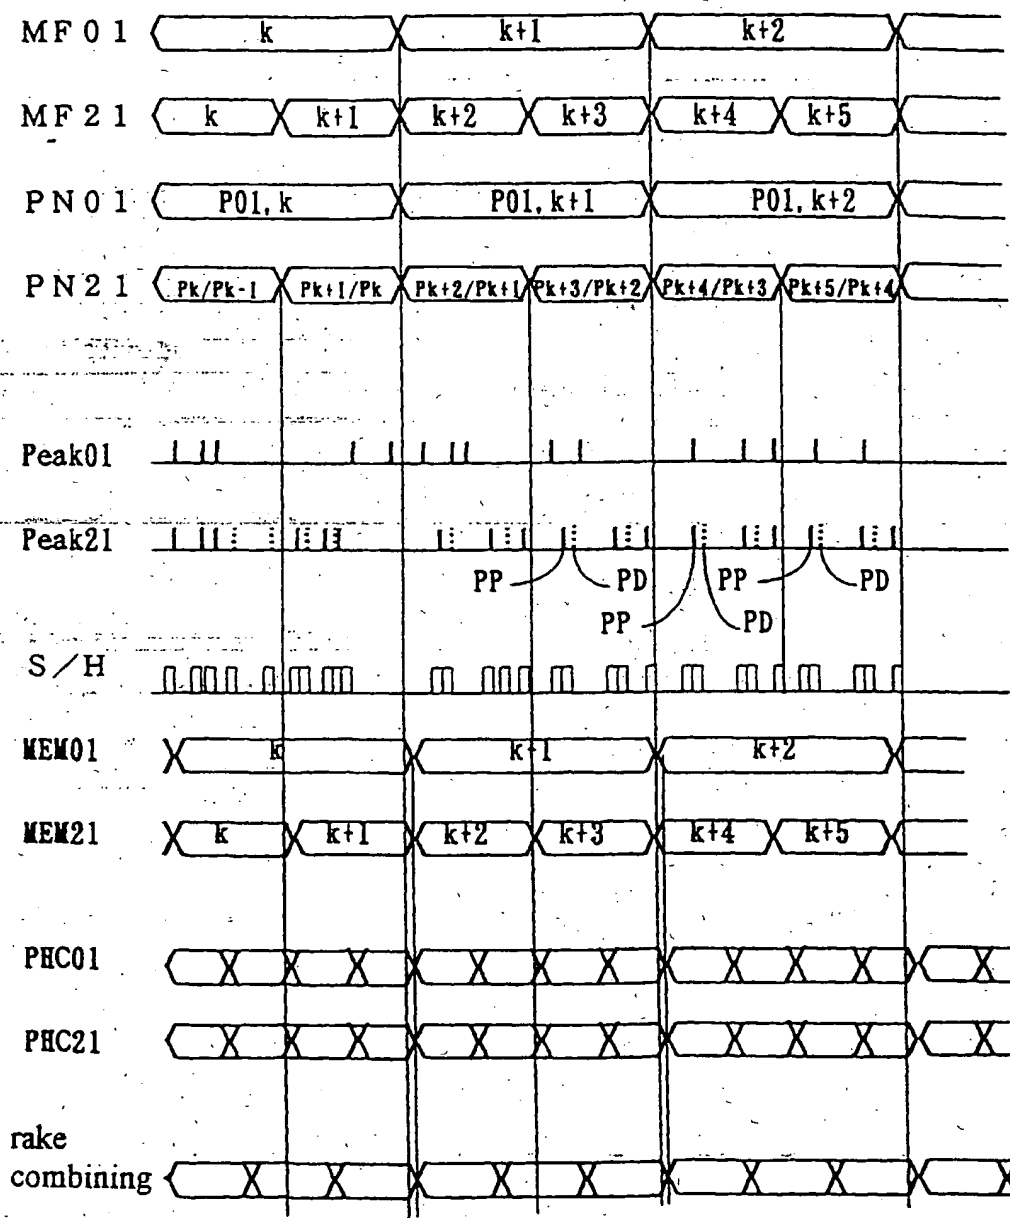 MF01 k k+1 k+2
MF21 k k+1 k+2 k+3 k+4 k+5
PN01 P01,k P01,k+1 P01,k+2
PN21 Pk/Pk-1 Pk+1/Pk Pk+2/Pk+1 Pk+3/Pk+2 Pk+4/Pk+3 Pk+5/Pk+4
Peak01
Peak21
PP PD PP PD
PP PD
S/H
MEM01 k k+1 k+2
MEM21 k k+1 k+2 k+3 k+4 k+5
PHC01
PHC21
rake
combining